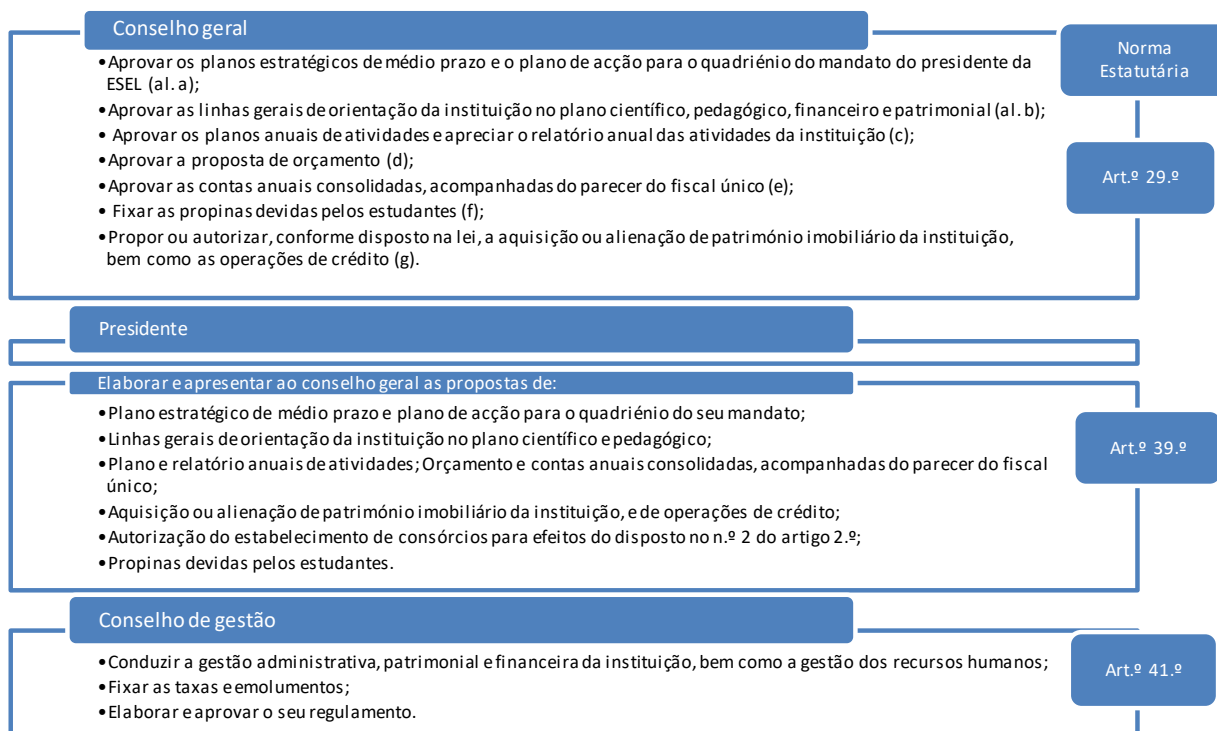 Conselho geral
Norma
Estatutária
•Aprovar os planos estratégicos de médio prazo e o plano de acção para o quadriénio do mandato do presidente da
ESEL (al. a);
•Aprovar as linhas gerais de orientação da instituição no plano científico, pedagógico, financeiro e patrimonial (al. b);
• Aprovar os planos anuais de atividades e apreciar o relatório anual das atividades da instituição (c);
•Aprovar a proposta de orçamento (d);
•Aprovar as contas anuais consolidadas, acompanhadas do parecer do fiscal único (e);
• Fixar as propinas devidas pelos estudantes (f);
•Propor ou autorizar, conforme disposto na lei, a aquisição ou alienação de património imobiliário da instituição,
bem como as operações de crédito (g).
Art.º 29.º
Presidente
Elaborar e apresentar ao conselho geral as propostas de:
•Plano estratégico de médio prazo e plano de acção para o quadriénio do seu mandato;
•Linhas gerais de orientação da instituição no plano científico e pedagógico;
•Plano e relatório anuais de atividades; Orçamento e contas anuais consolidadas, acompanhadas do parecer do fiscal
único;
•Aquisição ou alienação de património imobiliário da instituição, e de operações de crédito;
•Autorização do estabelecimento de consórcios para efeitos do disposto no n.º 2 do artigo 2.º;
•Propinas devidas pelos estudantes.
Art.º 39.º
Conselho de gestão
•Conduzir a gestão administrativa, patrimonial e financeira da instituição, bem como a gestão dos recursos humanos;
•Fixar as taxas e emolumentos;
•Elaborar e aprovar o seu regulamento.
Art.º 41.º